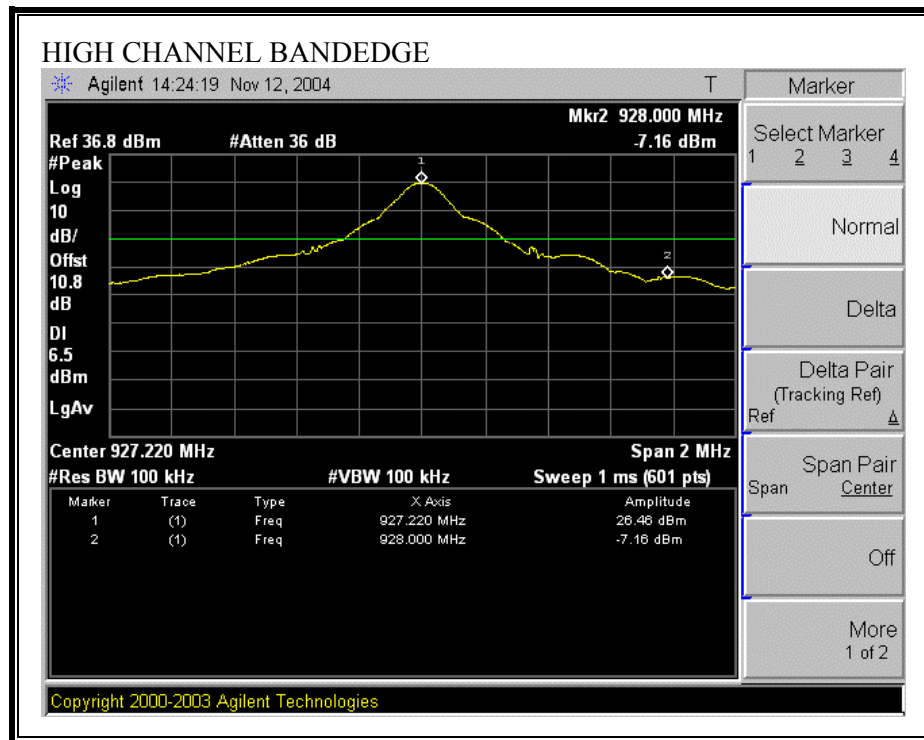 HIGH CHANNEL BANDEDGE
Agilent 14:24:19 Nov 12, 2004 T
Marker
Mkr2 928.000 MHz
Ref 36.8 dBm #Atten 36 dB -7.16 dBm
#Peak
Log
10
dB/
Offst
10.8
dB
DI
6.5
dBm
LgAv
1
2
Center 927.220 MHz Span 2 MHz
#Res BW 100 kHz #VBW 100 kHz Sweep 1 ms (601 pts)
Marker Trace Type X Axis Amplitude
1 (1) Freq 927.220 MHz 26.46 dBm
2 (1) Freq 928.000 MHz -7.16 dBm
Select Marker
1 2 3 4
Normal
Delta
Delta Pair
(Tracking Ref)
Ref Δ
Span Pair
Span Center
Off
More
1 of 2
Copyright 2000-2003 Agilent Technologies